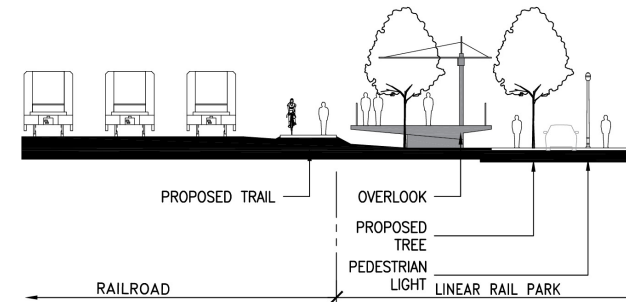 PROPOSED TRAIL
OVERLOOK
PROPOSED
TREE
PEDESTRIAN
LIGHT
RAILROAD
LINEAR RAIL PARK